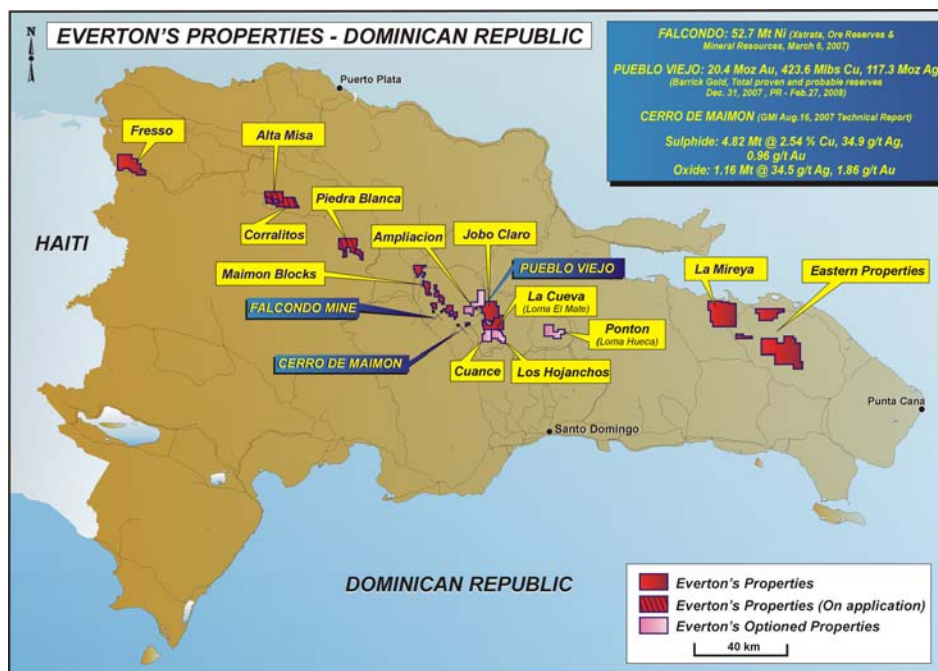 N
EVERTON'S PROPERTIES - DOMINICAN REPUBLIC
FALCONDO: 52.7 Mt Ni (Xstrata, Ore Reserves &
Mineral Resources, March 6, 2007)
PUEBLO VIEJO: 20.4 Moz Au, 423.6 Mlbs Cu, 117.3 Moz Ag
(Barrick Gold, Total proven and probable reserves
Dec. 31, 2007 , PR - Feb.27, 2008)
CERRO DE MAIMON (GMI Aug.16, 2007 Technical Report)
Sulphide: 4.82 Mt @ 2.54 % Cu, 34.9 g/t Ag,
0.96 g/t Au
Oxide: 1.16 Mt @ 34.5 g/t Ag, 1.86 g/t Au
Puerto Plata
Fresso
Alta Misa
Piedra Blanca
Corralitos
Ampliacion
Jobo Claro
HAITI
Maimon Blocks
PUEBLO VIEJO
La Mireya
Eastern Properties
FALCONDO MINE
La Cueva
(Loma El Mate)
Ponton
(Loma Hueca)
CERRO DE MAIMON
Cuance
Los Hojanchos
Punta Cana
Santo Domingo
DOMINICAN REPUBLIC
Everton's Properties
Everton's Properties (On application)
Everton's Optioned Properties
40 km